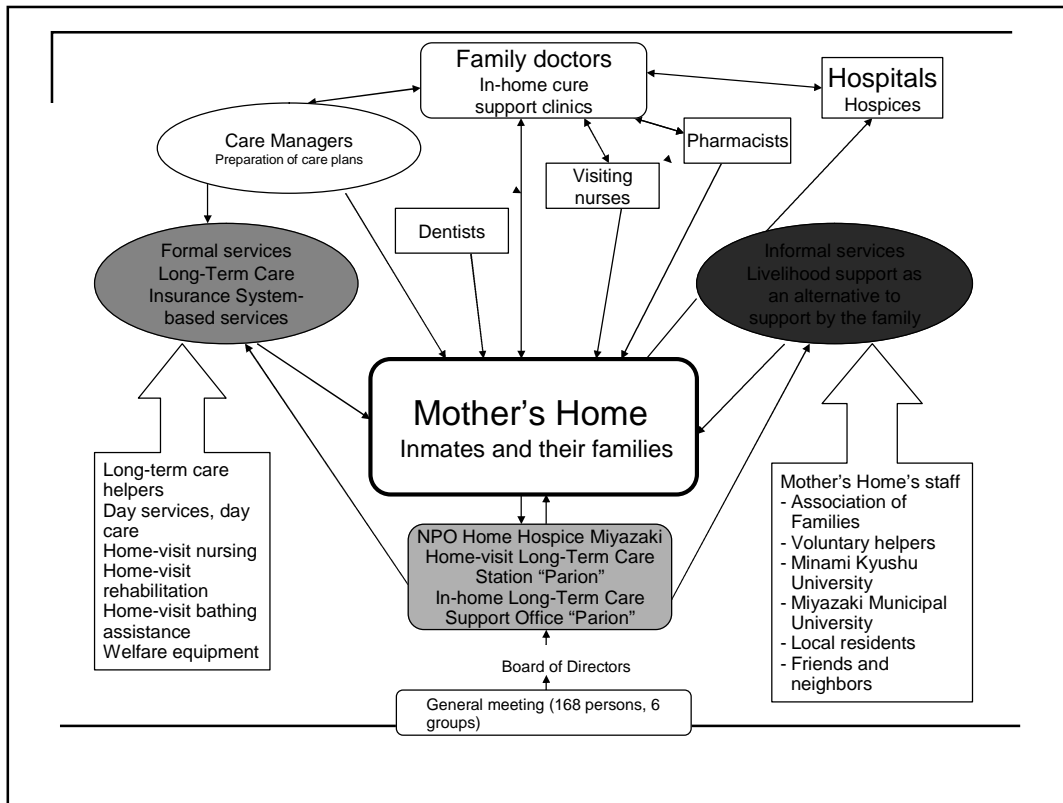 Family doctors
In-home cure
support clinics
Hospitals
Hospices
Care Managers
Preparation of care plans
Pharmacists
Visiting
nurses
Dentists
Formal services
Long-Term Care
Insurance System-
based services
Informal services
Livelihood support as
an alternative to
support by the family
Mother's Home
Inmates and their families
Long-term care
helpers
Day services, day
care
Home-visit nursing
Home-visit
rehabilitation
Home-visit bathing
assistance
Welfare equipment
NPO Home Hospice Miyazaki
Home-visit Long-Term Care
Station “Parion”
In-home Long-Term Care
Support Office “Parion”
Mother's Home's staff
- Association of
Families
- Voluntary helpers
- Minami Kyushu
University
- Miyazaki Municipal
University
- Local residents
- Friends and
neighbors
Board of Directors
General meeting (168 persons, 6
groups)